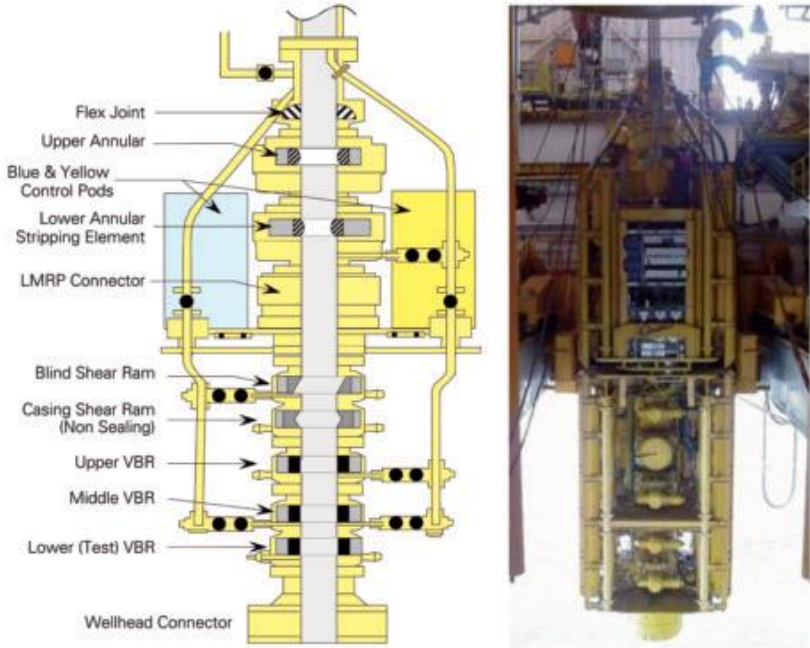 Flex Joint
Upper Annular
Blue & Yellow
Control Pods
Lower Annular
Stripping Element
LMRP Connector
Blind Shear Ram
Casing Shear Ram
(Non Sealing)
Upper VBR
Middle VBR
Lower (Test) VBR
Wellhead Connector